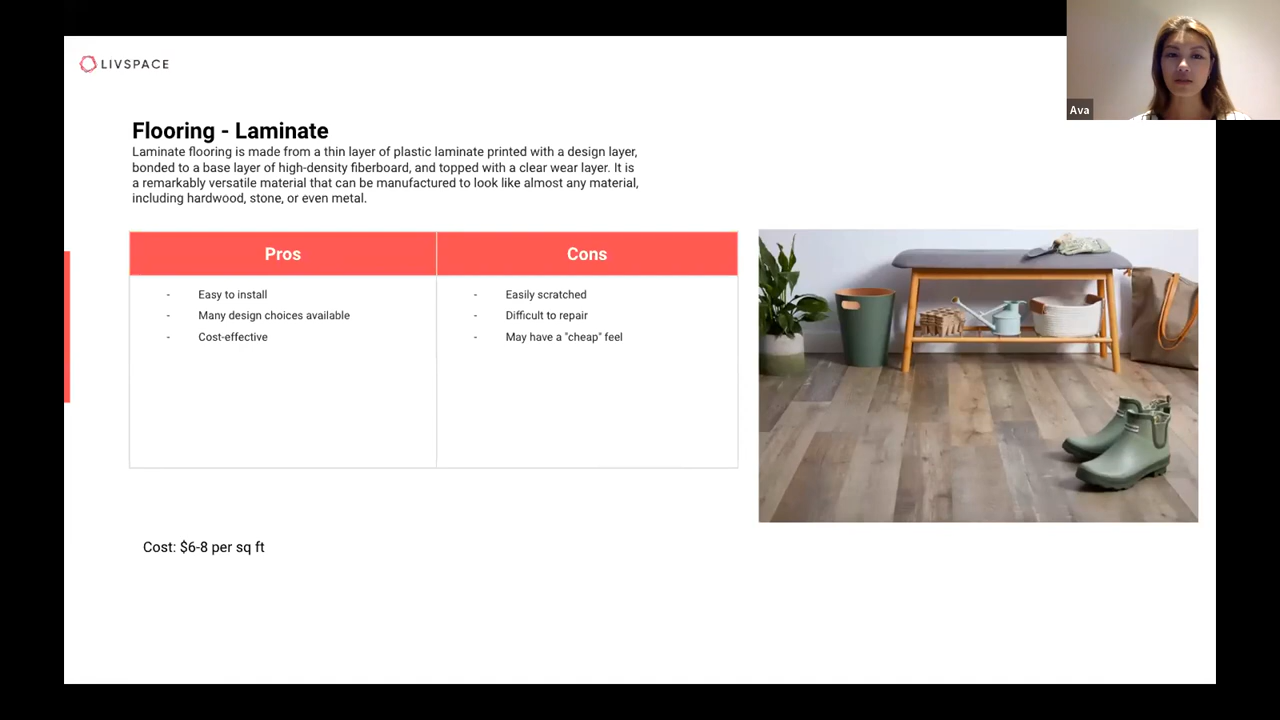 LIVSPACE
Ava
Flooring - Laminate
Laminate flooring is made from a thin layer of plastic laminate printed with a design layer,
bonded to a base layer of high-density fiberboard, and topped with a clear wear layer. It is
a remarkably versatile material that can be manufactured to look like almost any material,
including hardwood, stone, or even metal.
Pros
Cons
- Easy to install
- Many design choices available
- Cost-effective
- Easily scratched
- Difficult to repair
- May have a "cheap" feel
Cost: $6-8 per sq ft